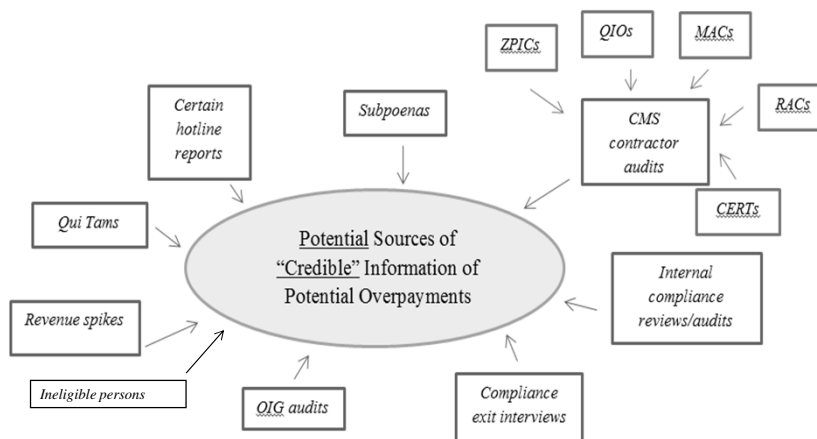 ZPICs
QIOs
MACs
RACs
CERTs
CMS
contractor
audits
Subpoenas
Certain
hotline
reports
Qui Tams
Revenue spikes
Ineligible persons
OIG audits
Compliance
exit interviews
Internal
compliance
reviews/audits
Potential Sources of
“Credible” Information of
Potential Overpayments